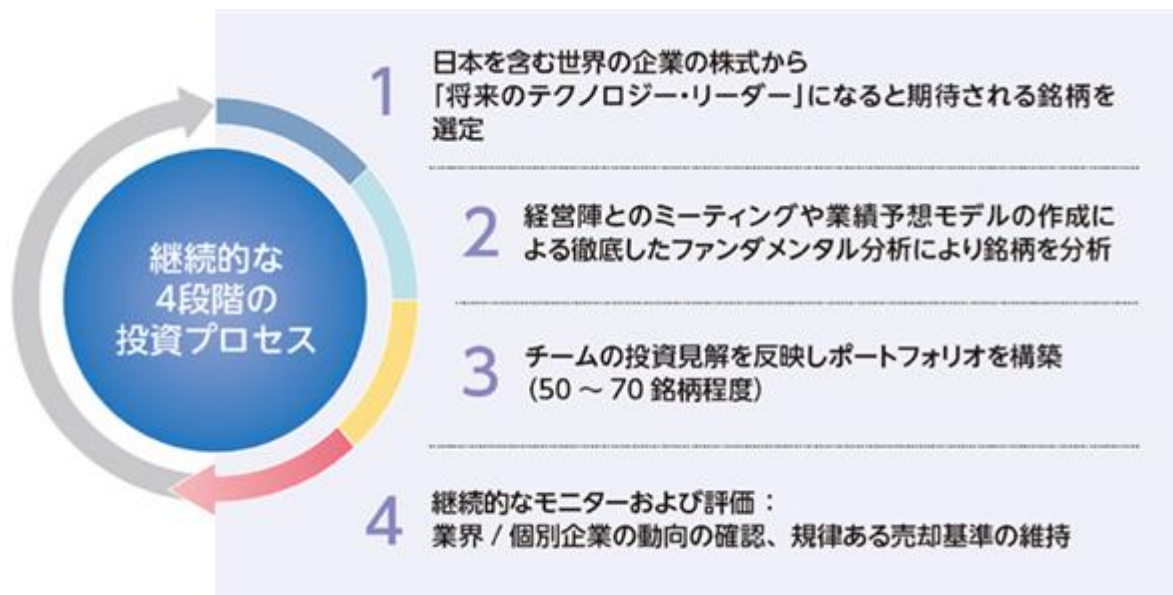 継続的な
4段階の
投資プロセス
1
日本を含む世界の企業の株式から
「将来のテクノロジー・リーダー」になると期待される銘柄を
選定
2
経営陣とのミーティングや業績予想モデルの作成に
よる徹底したファンダメンタル分析により銘柄を分析
3
チームの投資見解を反映しポートフォリオを構築
(50 ～ 70 銘柄程度)
4
継続的なモニターおよび評価：
業界 / 個別企業の動向の確認、規律ある売却基準の維持